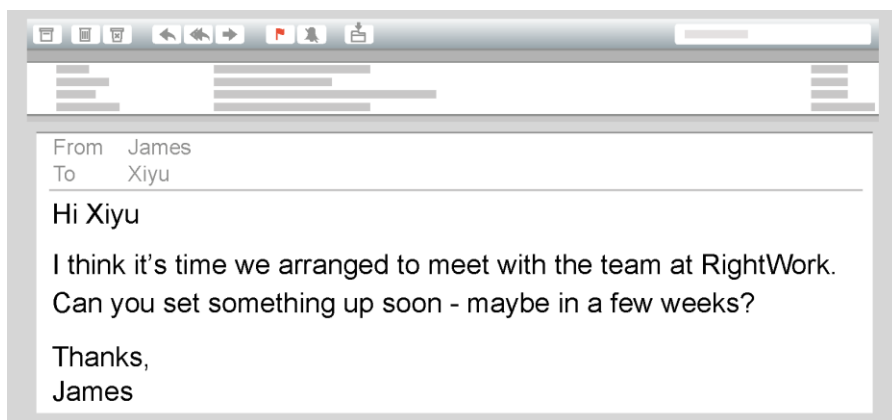 From James
To Xiyu
Hi Xiyu
I think it's time we arranged to meet with the team at RightWork.
Can you set something up soon - maybe in a few weeks?
Thanks,
James